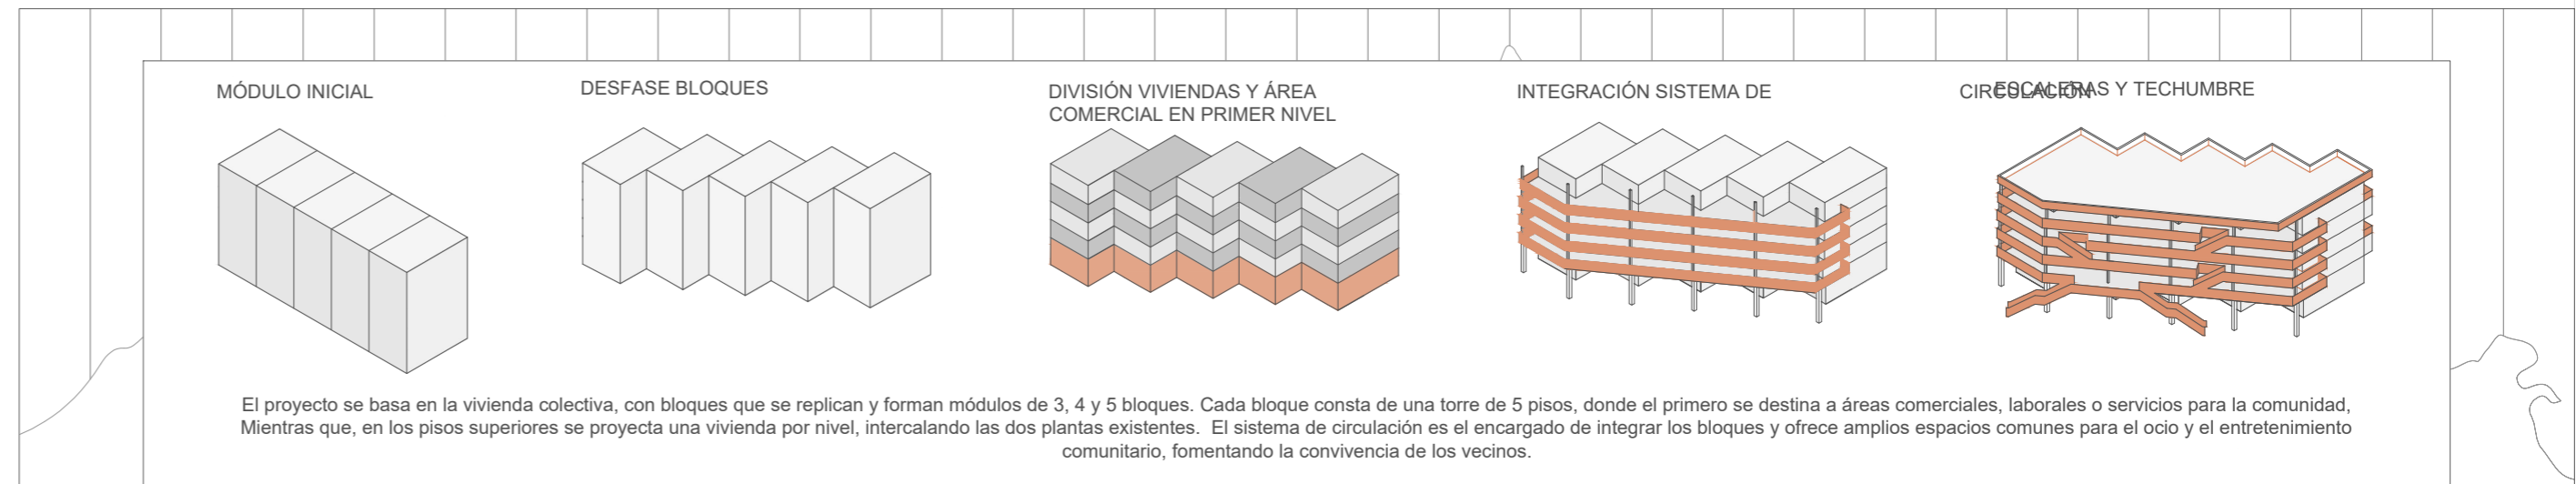 MÓDULO INICIAL
DESFASE BLOQUES
DIVISIÓN VIVIENDAS Y ÁREA
COMERCIAL EN PRIMER NIVEL
INTEGRACIÓN SISTEMA DE
CIRCULACIÓN
ESCALERAS Y TECHUMBRE
El proyecto se basa en la vivienda colectiva, con bloques que se replican y forman módulos de 3, 4 y 5 bloques. Cada bloque consta de una torre de 5 pisos, donde el primero se destina a áreas comerciales, laborales o servicios para la comunidad,
Mientras que, en los pisos superiores se proyecta una vivienda por nivel, intercalando las dos plantas existentes.  El sistema de circulación es el encargado de integrar los bloques y ofrece amplios espacios comunes para el ocio y el entretenimiento
comunitario, fomentando la convivencia de los vecinos.